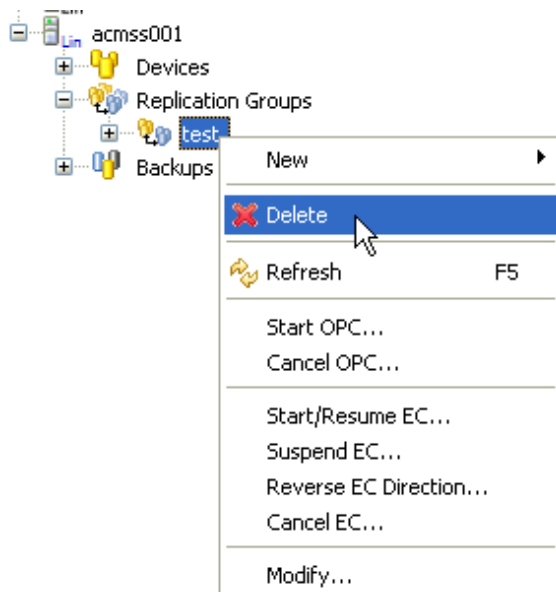 Lin acmss001
Devices
Replication Groups
test
Backups
New
Delete
Refresh F5
Start OPC...
Cancel OPC...
Start/Resume EC...
Suspend EC...
Reverse EC Direction...
Cancel EC...
Modify...